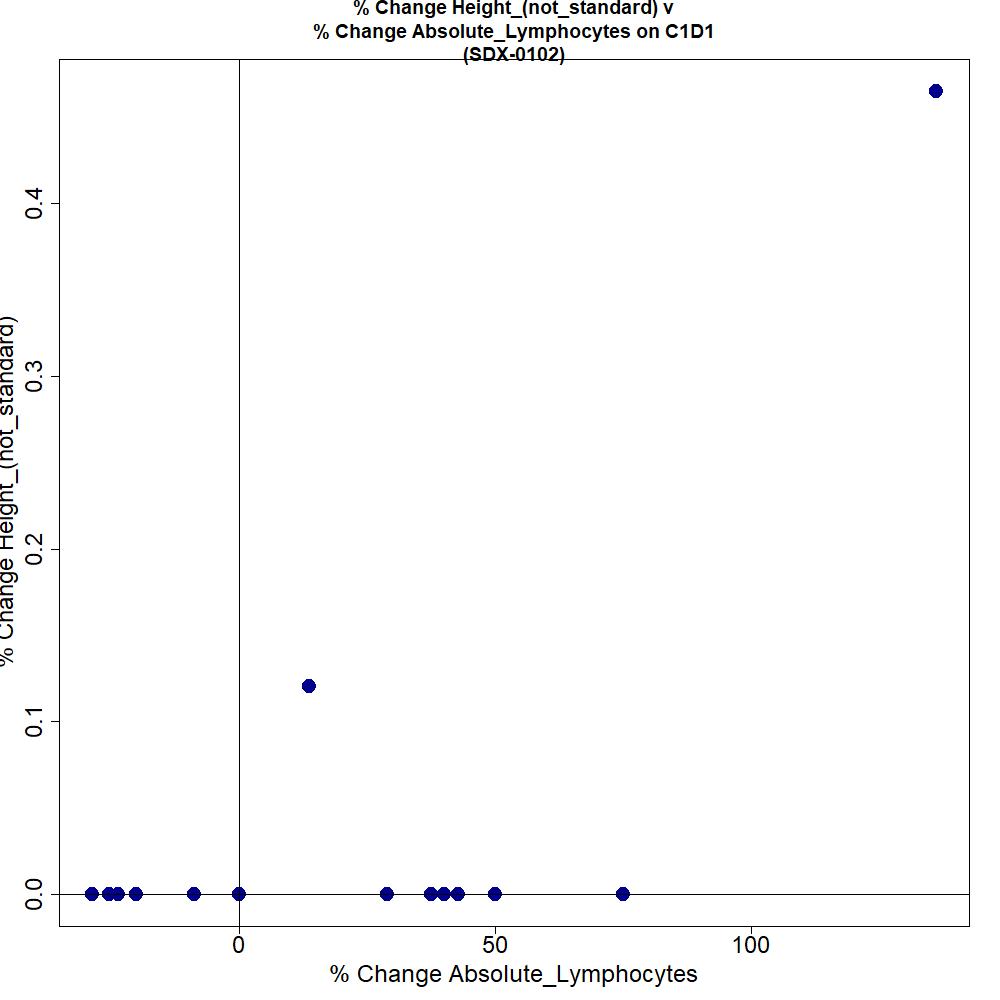 % Change Height_(not_standard) v
% Change Absolute_Lymphocytes on C1D1
(SDX-0102)
% Change Height_(not_standard)
0.4
0.3
0.2
0.1
0.0
0
50
100
% Change Absolute_Lymphocytes